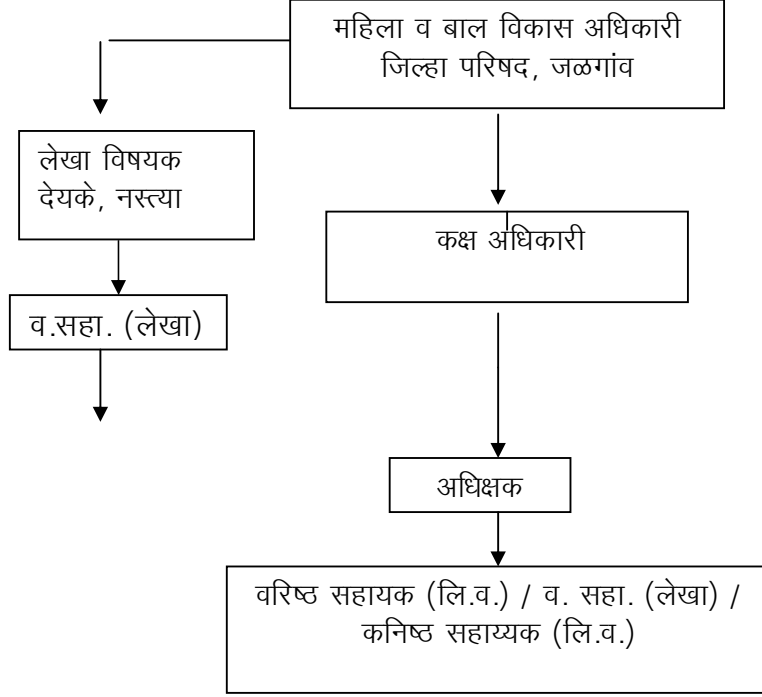 महिला व बाल विकास अधिकारी
जिल्हा परिषद, जळगांव
लेखा विषयक
देयके, नस्त्या
कक्ष अधिकारी
व.सहा. (लेखा)
अधिक्षक
वरिष्ठ सहायक (लि.व.) / व. सहा. (लेखा) /
कनिष्ठ सहाय्यक (लि.व.)